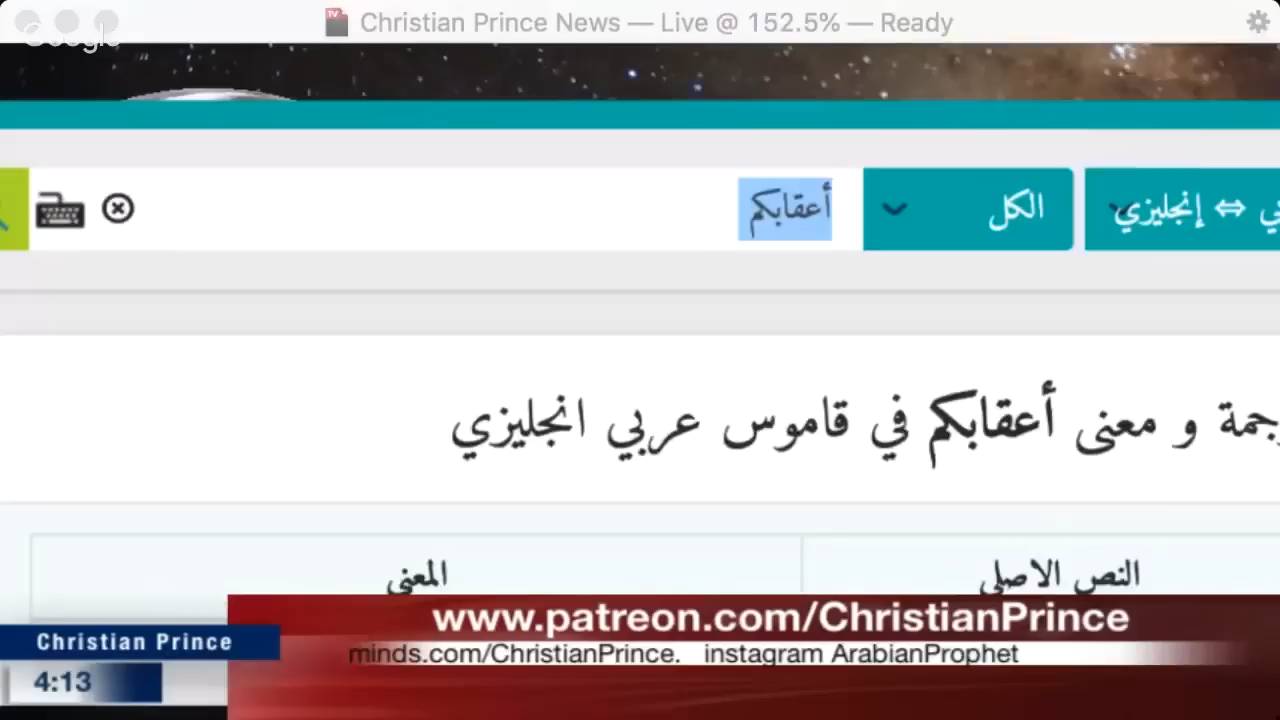 Christian Prince News — Live @ 152.5% — Ready
Google
إنجليزي ⇔
الكل
أعقابكم
و معنى أعقابكم في قاموس عربي انجليزي
النص الاصلي
المعنى
www.patreon.com/ChristianPrince
Christian Prince
minds.com/ChristianPrince. instagram ArabianProphet
4:13